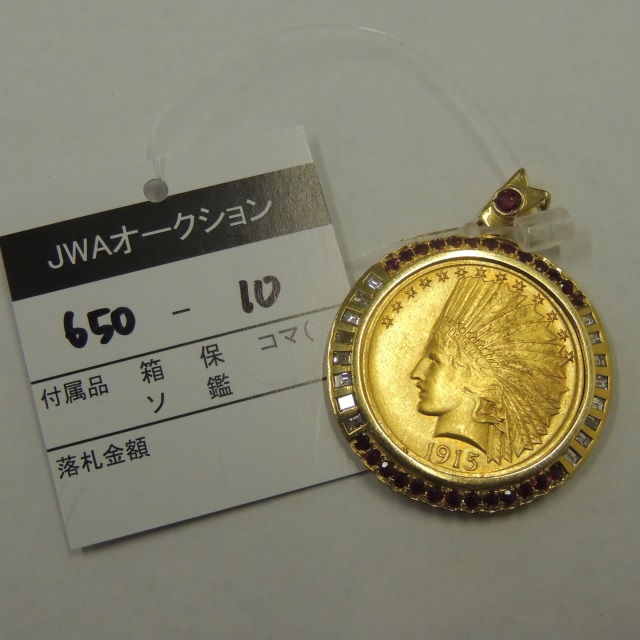 JWAオークション
650 - 10
付属品 箱 保 コマ(
ソ 鑑
落札金額
1915